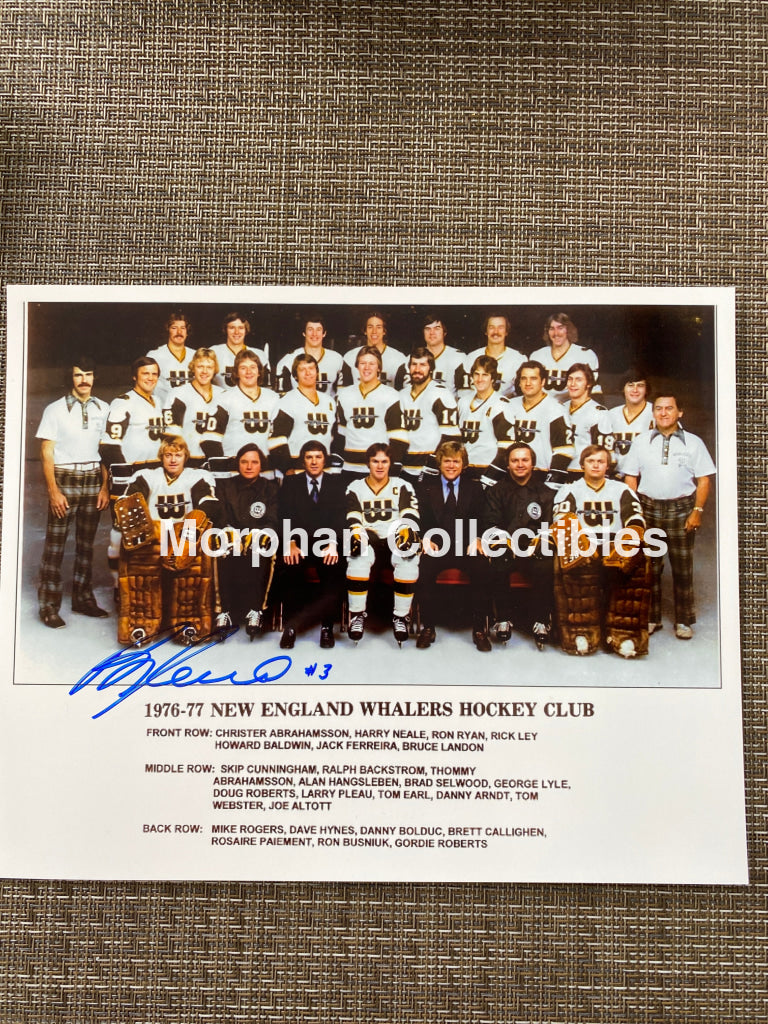 Morphan Collectibles
#3
1976-77 NEW ENGLAND WHALERS HOCKEY CLUB
FRONT ROW: CHRISTER ABRAHAMSSON, HARRY NEALE, RON RYAN, RICK LEY
HOWARD BALDWIN, JACK FERREIRA, BRUCE LANDON
MIDDLE ROW: SKIP CUNNINGHAM, RALPH BACKSTROM, THOMMY
ABRAHAMSSON, ALAN HANGSLEBEN, BRAD SELWOOD, GEORGE LYLE,
DOUG ROBERTS, LARRY PLEAU, TOM EARL, DANNY ARNDT, TOM
WEBSTER, JOE ALTOTT
BACK ROW: MIKE ROGERS, DAVE HYNES, DANNY BOLDUC, BRETT CALLIGHEN,
ROSAIRE PAIEMENT, RON BUSNIUK, GORDIE ROBERTS